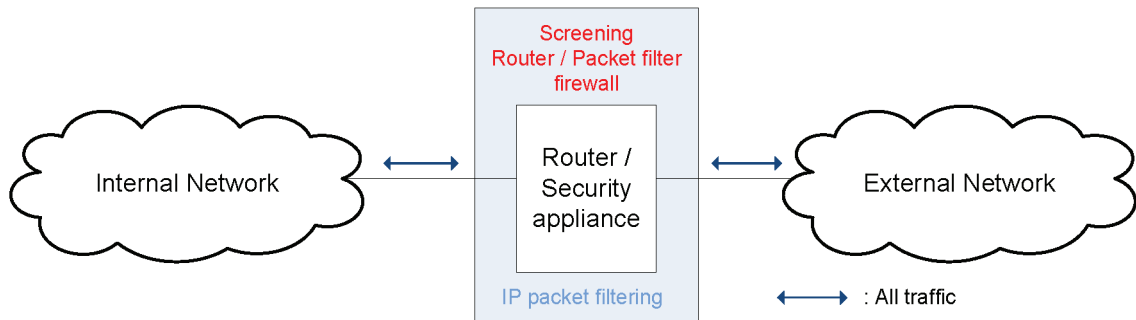 Screening
Router / Packet filter
firewall
Internal Network
Router /
Security
appliance
External Network
IP packet filtering
: All traffic